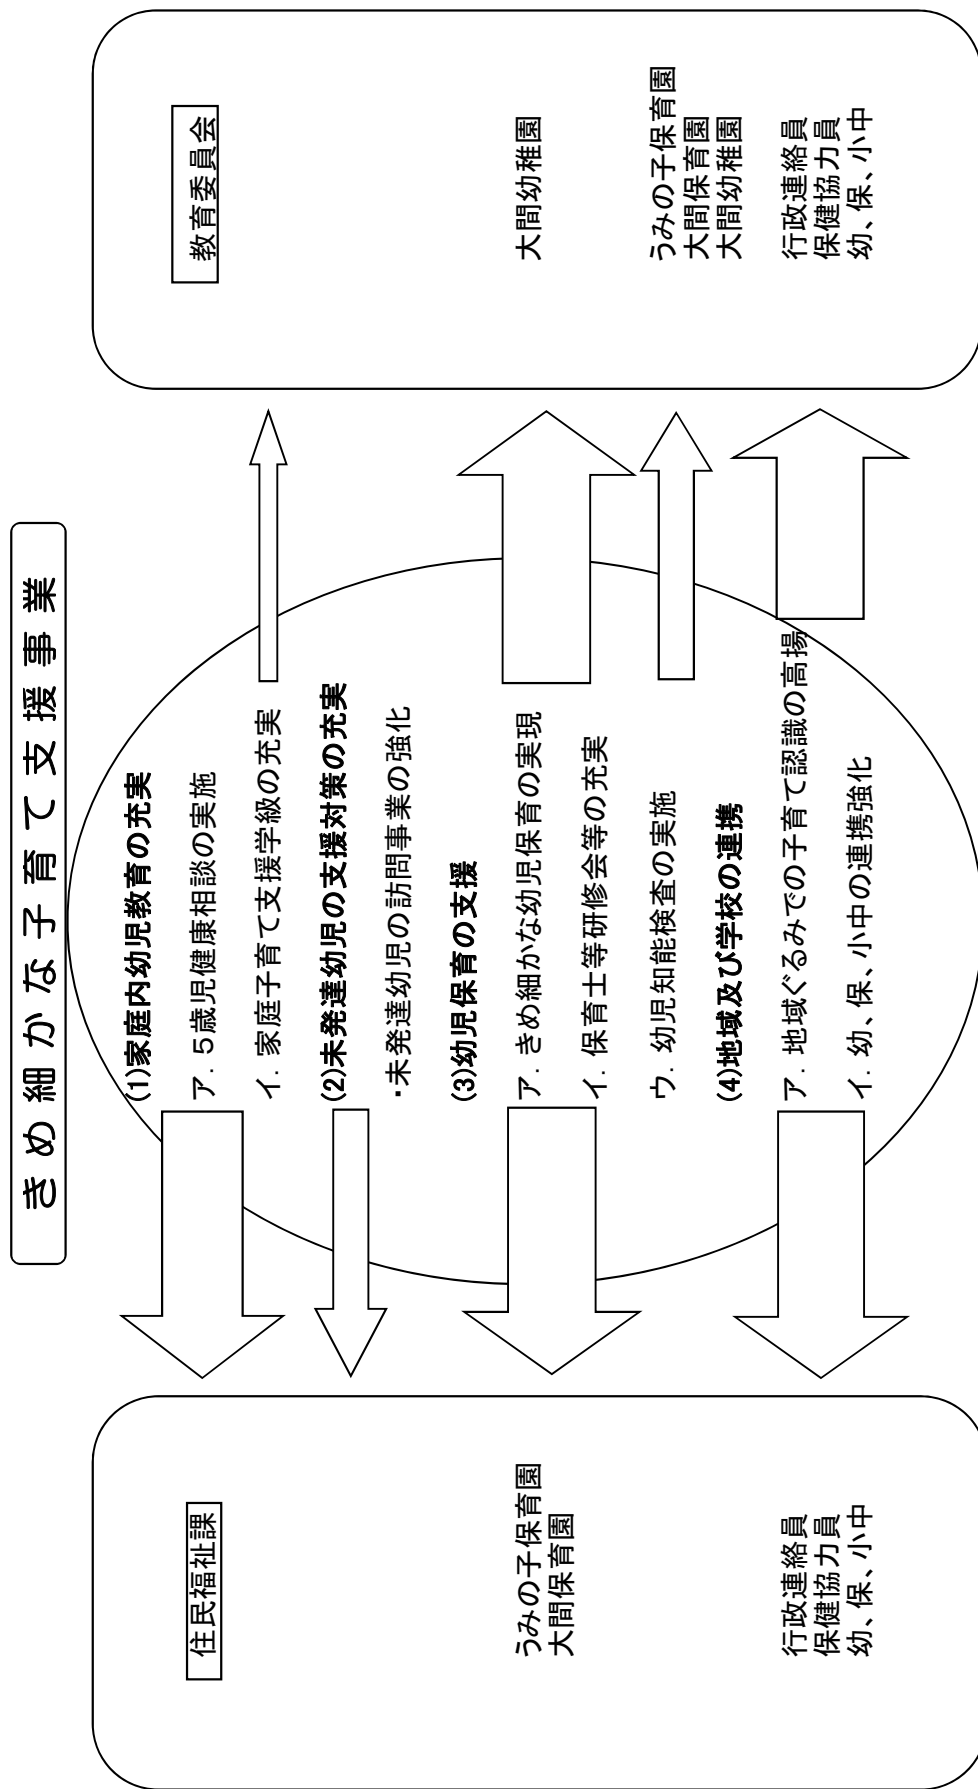 きめ細かな子育て支援事業
住民福祉課
うみの子保育園
大間保育園
行政連絡員
保健協力員
幼、保、小中
(1)家庭内幼児教育の充実
ア. 5歳児健康相談の実施
イ. 家庭子育て支援学級の充実
(2)未発達幼児の支援対策の充実
・未発達幼児の訪問事業の強化
(3)幼児保育の支援
ア. きめ細かな幼児保育の実現
イ. 保育士等研修会等の充実
ウ. 幼児知能検査の実施
(4)地域及び学校の連携
ア. 地域ぐるみでの子育て認識の高揚
イ. 幼、保、小中の連携強化
教育委員会
大間幼稚園
うみの子保育園
大間保育園
大間幼稚園
行政連絡員
保健協力員
幼、保、小中